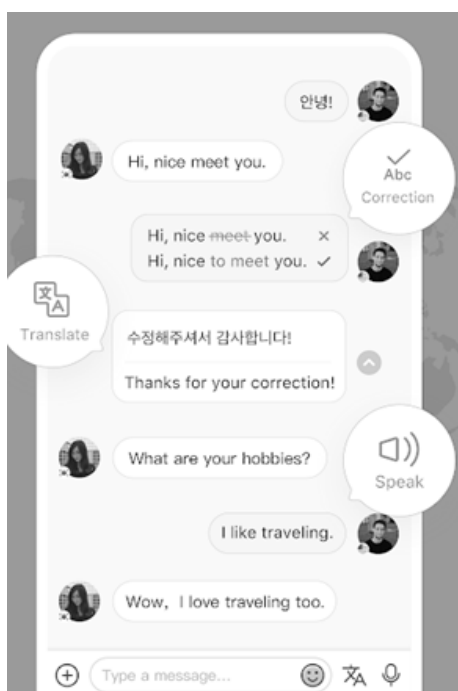 안녕!
Hi, nice meet you.
Abc
Correction
Hi, nice meet you.
Hi, nice to meet you.
Translate
수정해주셔서 감사합니다!
Thanks for your correction!
What are your hobbies?
Speak
I like traveling.
Wow, I love traveling too.
Type a message...